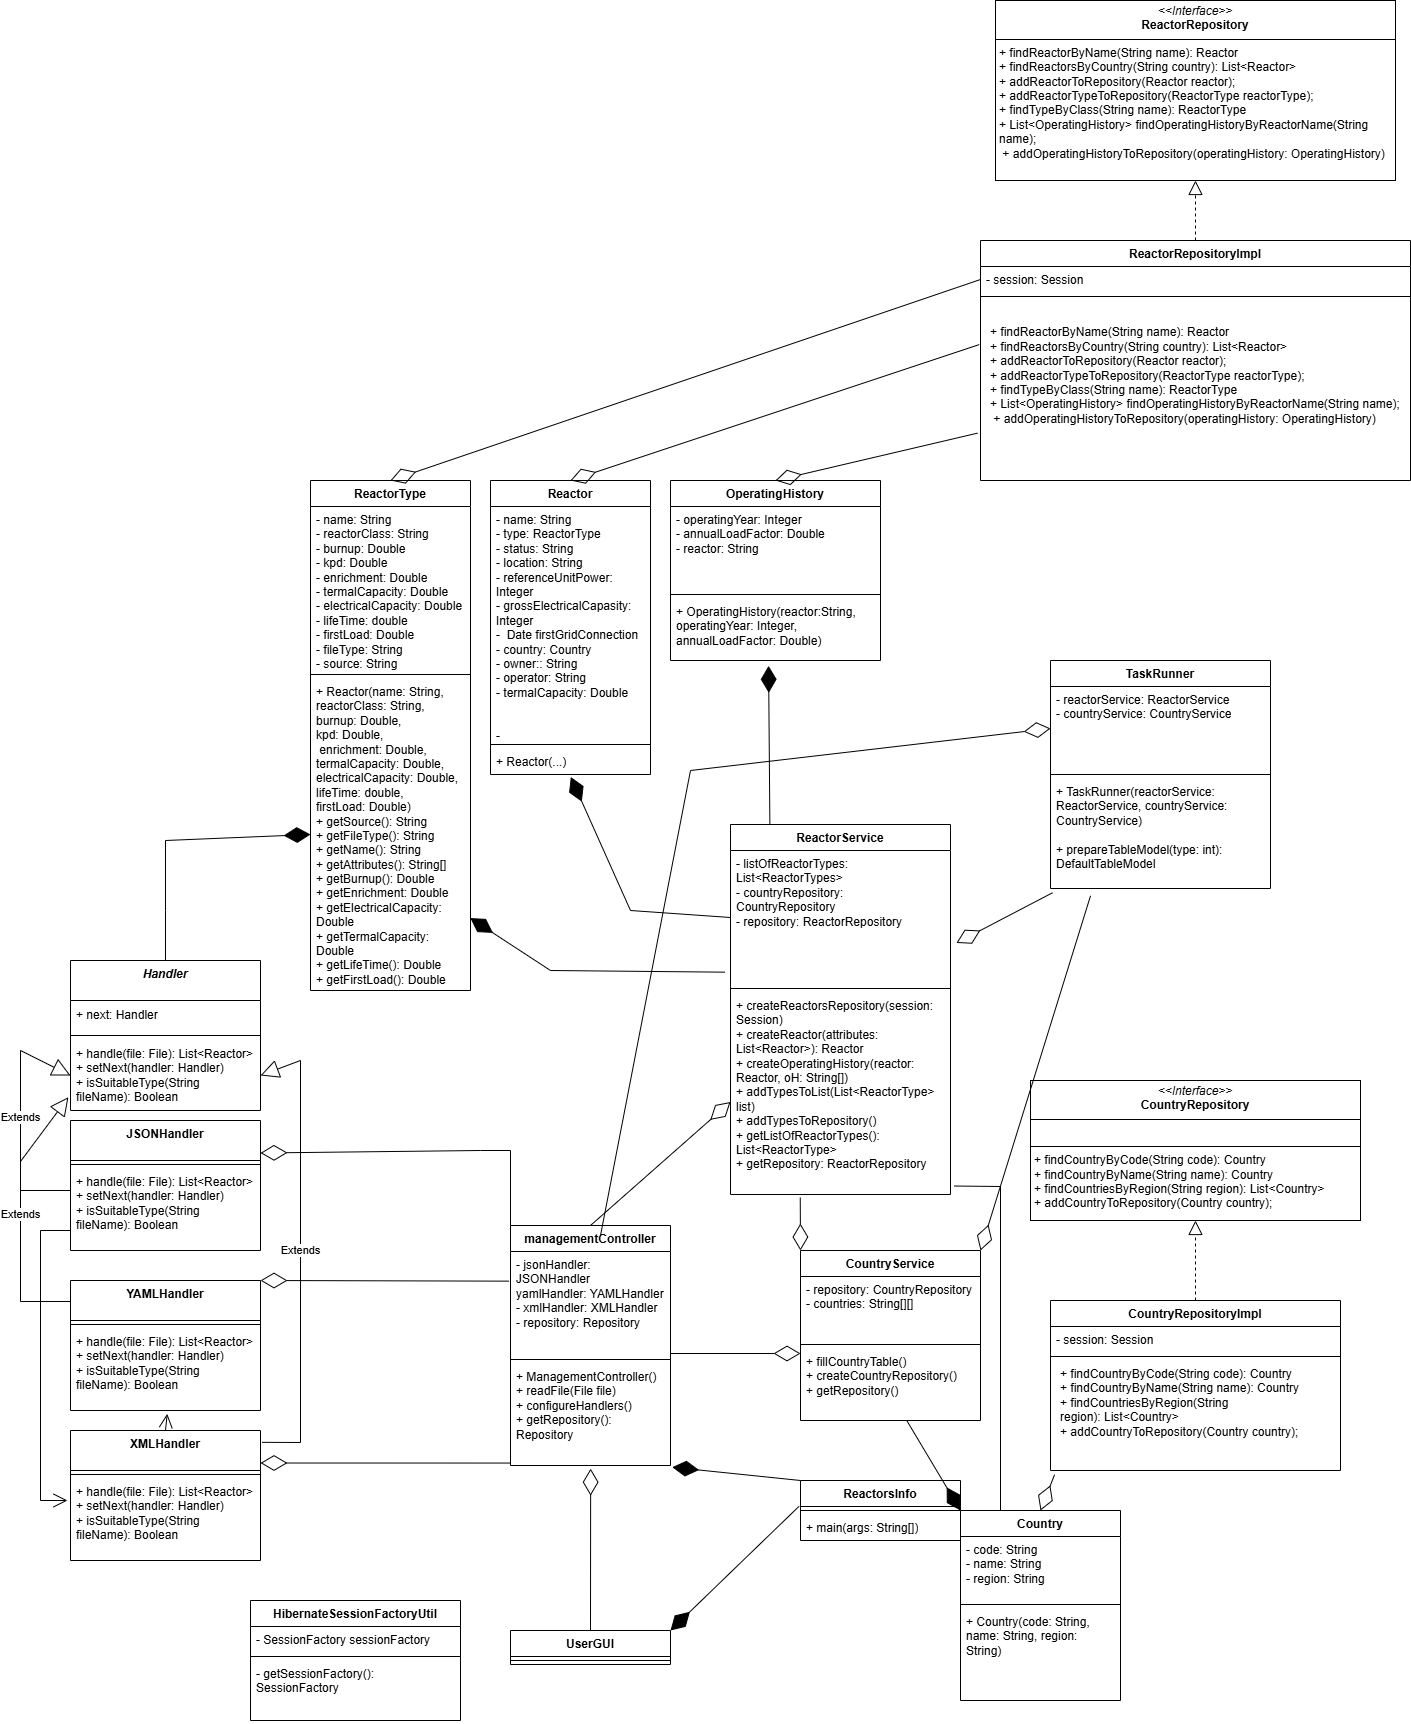 <<Interface>>
ReactorRepository
+ findReactorByName(String name): Reactor
+ findReactorsByCountry(String country): List<Reactor>
+ addReactorToRepository(Reactor reactor);
+ addReactorTypeToRepository(ReactorType reactorType);
+ findTypeByClass(String name): ReactorType
+ List<OperatingHistory> findOperatingHistoryByReactorName(String
name);
+ addOperatingHistoryToRepository(operatingHistory: OperatingHistory)
ReactorRepositoryImpl
- session: Session
+ findReactorByName(String name): Reactor
+ findReactorsByCountry(String country): List<Reactor>
+ addReactorToRepository(Reactor reactor);
+ addReactorTypeToRepository(ReactorType reactorType);
+ findTypeByClass(String name): ReactorType
+ List<OperatingHistory> findOperatingHistoryByReactorName(String name);
+ addOperatingHistoryToRepository(operatingHistory: OperatingHistory)
ReactorType
- name: String
- reactorClass: String
- burnup: Double
- kpd: Double
- enrichment: Double
- termalCapacity: Double
- electricalCapacity: Double
- lifeTime: double
- firstLoad: Double
- fileType: String
- source: String
+ Reactor(name: String,
reactorClass: String,
burnup: Double,
kpd: Double,
enrichment: Double,
termalCapacity: Double,
electricalCapacity: Double,
lifeTime: double,
firstLoad: Double)
+ getSource(): String
+ getFileType(): String
+ getName(): String
+ getAttributes(): String[]
+ getBurnup(): Double
+ getEnrichment: Double
+ getElectricalCapacity:
Double
+ getTermalCapacity:
Double
+ getLifeTime(): Double
+ getFirstLoad(): Double
Reactor
- name: String
- type: ReactorType
- status: String
- location: String
- referenceUnitPower:
Integer
- grossElectricalCapasity:
Integer
- Date firstGridConnection
- country: Country
- owner:: String
- operator: String
- termalCapacity: Double
-
+ Reactor(...)
OperatingHistory
- operatingYear: Integer
- annualLoadFactor: Double
- reactor: String
+ OperatingHistory(reactor:String,
operatingYear: Integer,
annualLoadFactor: Double)
TaskRunner
- reactorService: ReactorService
- countryService: CountryService
+ TaskRunner(reactorService:
ReactorService, countryService:
CountryService)
+ prepareTableModel(type: int):
DefaultTableModel
ReactorService
- listOfReactorTypes:
List<ReactorTypes>
- countryRepository:
CountryRepository
- repository: ReactorRepository
+ createReactorsRepository(session:
Session)
+ createReactor(attributes:
List<Reactor>): Reactor
+ createOperatingHistory(reactor:
Reactor, oH: String[])
+ addTypesToList(List<ReactorType>
list)
+ addTypesToRepository()
+ getListOfReactorTypes():
List<ReactorType>
+ getRepository: ReactorRepository
Handler
+ next: Handler
+ handle(file: File): List<Reactor>
+ setNext(handler: Handler)
+ isSuitableType(String
fileName): Boolean
Extends
JSONHandler
+ handle(file: File): List<Reactor>
+ setNext(handler: Handler)
+ isSuitableType(String
fileName): Boolean
Extends
Extends
YAMLHandler
+ handle(file: File): List<Reactor>
+ setNext(handler: Handler)
+ isSuitableType(String
fileName): Boolean
XMLHandler
+ handle(file: File): List<Reactor>
+ setNext(handler: Handler)
+ isSuitableType(String
fileName): Boolean
managementController
- jsonHandler:
JSONHandler
yamlHandler: YAMLHandler
- xmlHandler: XMLHandler
- repository: Repository
+ ManagementController()
+ readFile(File file)
+ configureHandlers()
+ getRepository():
Repository
CountryService
- repository: CountryRepository
- countries: String[][]
+ fillCountryTable()
+ createCountryRepository()
+ getRepository()
<<Interface>>
CountryRepository
+ findCountryByCode(String code): Country
+ findCountryByName(String name): Country
+ findCountriesByRegion(String region): List<Country>
+ addCountryToRepository(Country country);
CountryRepositoryImpl
- session: Session
+ findCountryByCode(String code): Country
+ findCountryByName(String name): Country
+ findCountriesByRegion(String
region): List<Country>
+ addCountryToRepository(Country country);
ReactorsInfo
+ main(args: String[])
Country
- code: String
- name: String
- region: String
+ Country(code: String,
name: String, region:
String)
HibernateSessionFactoryUtil
- SessionFactory sessionFactory
- getSessionFactory():
SessionFactory
UserGUI